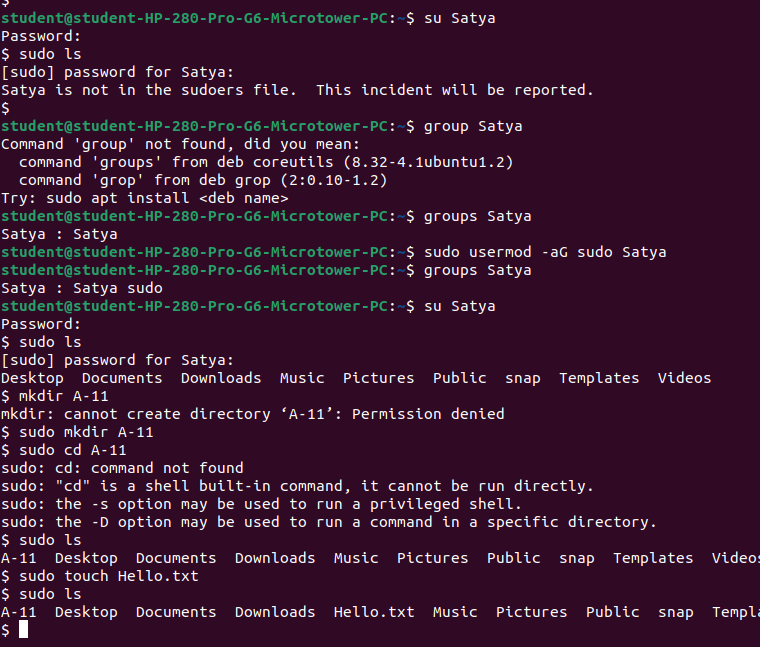 $
student@student-HP-280-Pro-G6-Microtower-PC:~$ su Satya
Password:
$ sudo ls
[sudo] password for Satya:
Satya is not in the sudoers file.  This incident will be reported.
$
student@student-HP-280-Pro-G6-Microtower-PC:~$ group Satya
Command 'group' not found, did you mean:
  command 'groups' from deb coreutils (8.32-4.1ubuntu1.2)
  command 'grop' from deb grop (2:0.10-1.2)
Try: sudo apt install <deb name>
student@student-HP-280-Pro-G6-Microtower-PC:~$ groups Satya
Satya : Satya
student@student-HP-280-Pro-G6-Microtower-PC:~$ sudo usermod -aG sudo Satya
student@student-HP-280-Pro-G6-Microtower-PC:~$ groups Satya
Satya : Satya sudo
student@student-HP-280-Pro-G6-Microtower-PC:~$ su Satya
Password:
$ sudo ls
[sudo] password for Satya:
Desktop  Documents  Downloads  Music  Pictures  Public  snap  Templates  Videos
$ mkdir A-11
mkdir: cannot create directory ‘A-11’: Permission denied
$ sudo mkdir A-11
$ sudo cd A-11
sudo: cd: command not found
sudo: "cd" is a shell built-in command, it cannot be run directly.
sudo: the -s option may be used to run a privileged shell.
sudo: the -D option may be used to run a command in a specific directory.
$ sudo ls
A-11  Desktop  Documents  Downloads  Music  Pictures  Public  snap  Templates  Videos
$ sudo touch Hello.txt
$ sudo ls
A-11  Desktop  Documents  Downloads  Hello.txt  Music  Pictures  Public  snap  Templ
$